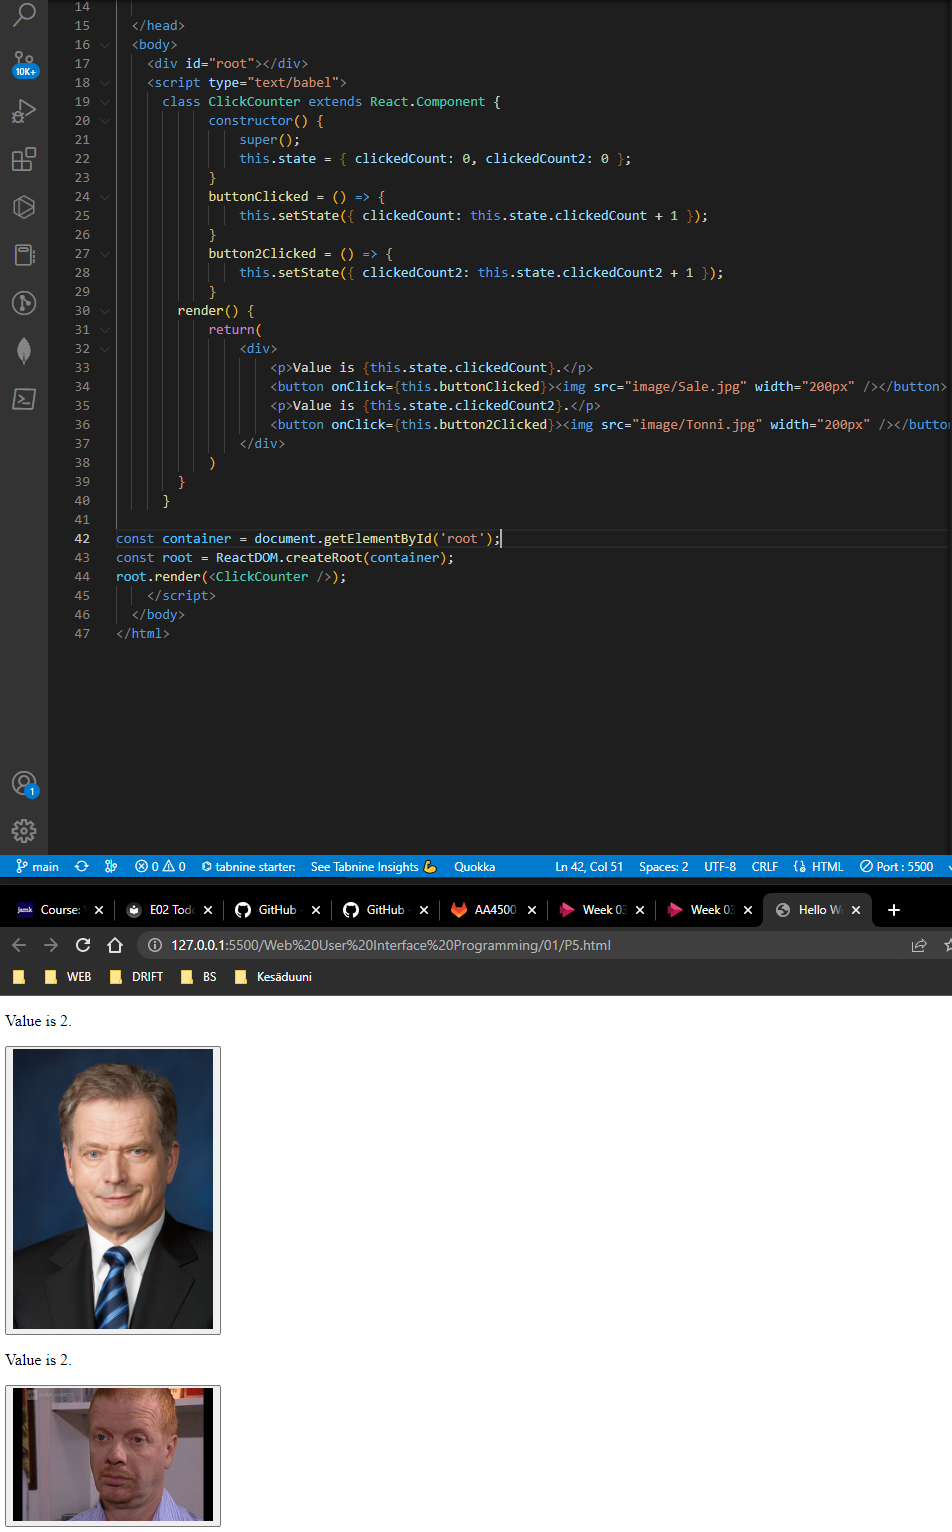 14
15 </head>
16 <body>
17 <div id="root"></div>
18 <script type="text/babel">
19 class ClickCounter extends React.Component {
20 constructor() {
21 super();
22 this.state = { clickedCount: 0, clickedCount2: 0 };
23 }
24 buttonClicked = () => {
25 this.setState({ clickedCount: this.state.clickedCount + 1 });
26 }
27 button2Clicked = () => {
28 this.setState({ clickedCount2: this.state.clickedCount2 + 1 });
29 }
30 render() {
31 return(
32 <div>
33 <p>Value is {this.state.clickedCount}.</p>
34 <button onClick={this.buttonClicked}><img src="image/Sale.jpg" width="200px" /></button>
35 <p>Value is {this.state.clickedCount2}.</p>
36 <button onClick={this.button2Clicked}><img src="image/Tonni.jpg" width="200px" /></butto
37 </div>
38 )
39 }
40 }
41
42 const container = document.getElementById('root');
43 const root = ReactDOM.createRoot(container);
44 root.render(<ClickCounter />);
45 </script>
46 </body>
47 </html>
10K+
1
main 0 0 tabnine starter: See Tabnine Insights Quokka Ln 42, Col 51 Spaces: 2 UTF-8 CRLF HTML Port : 5500
jamk Course: E02 Tod GitHub - GitHub - AA4500 Week 03 Week 03 Hello W
127.0.0.1:5500/Web%20User%20Interface%20Programming/01/P5.html
WEB DRIFT BS Kesäduuni
Value is 2.
Value is 2.